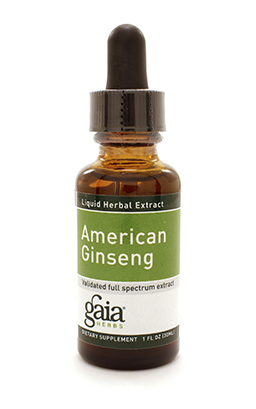 Liquid Herbal Extract
American
Ginseng
Validated full spectrum extract
gaia
HERBS
DIETARY SUPPLEMENT 1 FL OZ (30ML)